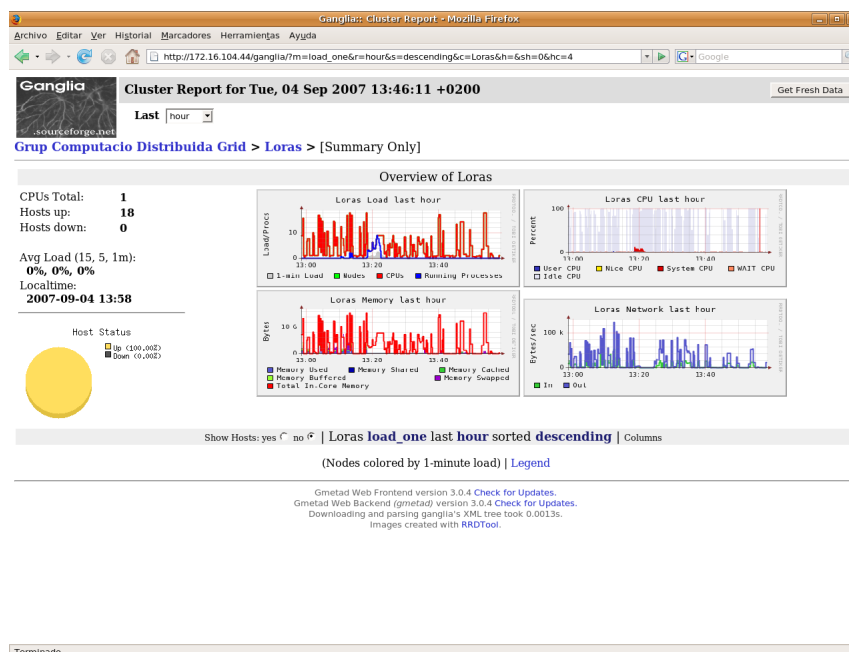 Ganglia:: Cluster Report - Mozilla Firefox
Archivo Editar Ver Historial Marcadores Herramientas Ayuda
http://172.16.104.44/ganglia/?m=load_one&r=hour&s=descending&c=Loras&h=&sh=0&hc=4
Google
Ganglia
.sourceforge.net
Cluster Report for Tue, 04 Sep 2007 13:46:11 +0200
Get Fresh Data
Last hour
Grup Computacio Distribuida Grid > Loras > [Summary Only]
Overview of Loras
CPUs Total: 1
Hosts up: 18
Hosts down: 0
Avg Load (15, 5, 1m):
0%, 0%, 0%
Localtime:
2007-09-04 13:58
Host Status
Up (100.00%)
Down (0.00%)
Loras Load last hour
Load/Procs
10
0
13:00 13:20 13:40
1-min Load Nodes CPUs Running Processes
Loras CPU last hour
Percent
100
0
13:00 13:20 13:40
User CPU Nice CPU System CPU WAIT CPU
Idle CPU
Loras Memory last hour
Bytes
10 G
0
13:00 13:20 13:40
Memory Used Memory Shared Memory Cached
Memory Buffered Memory Swapped
Total In-Core Memory
Loras Network last hour
Bytes/sec
100 k
0
13:00 13:20 13:40
In Out
Show Hosts: yes no | Loras load_one last hour sorted descending | Columns
(Nodes colored by 1-minute load) | Legend
Gmetad Web Frontend version 3.0.4 Check for Updates.
Gmetad Web Backend (gmetad) version 3.0.4 Check for Updates.
Downloading and parsing ganglia's XML tree took 0.0013s.
Images created with RRDTool.
Terminado